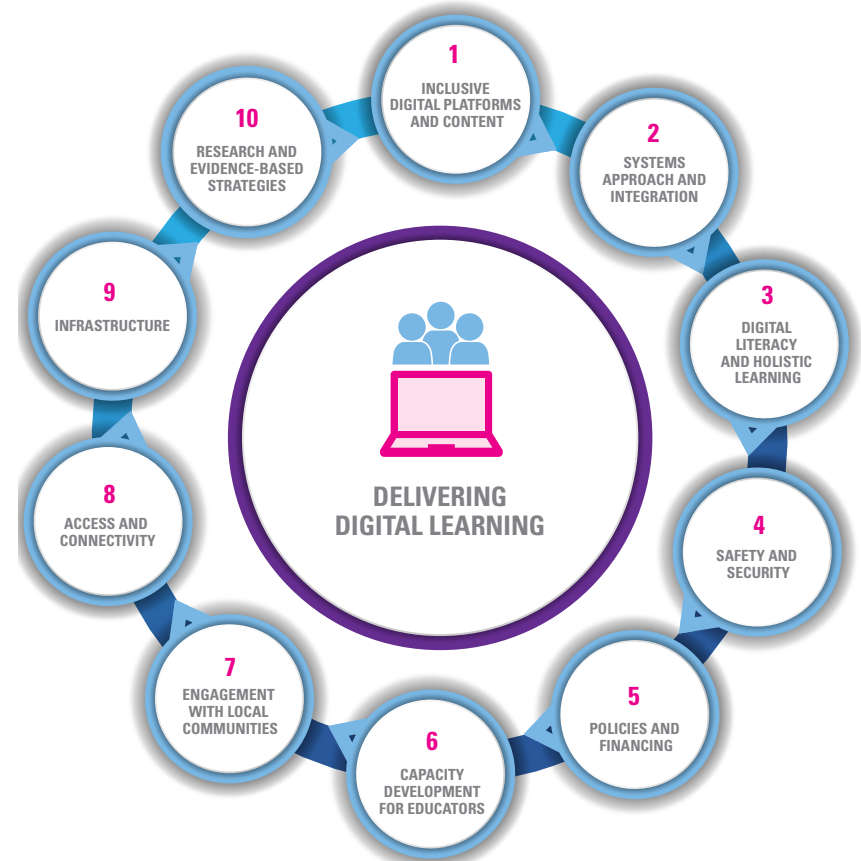 1
INCLUSIVE
DIGITAL PLATFORMS
AND CONTENT
2
SYSTEMS
APPROACH AND
INTEGRATION
3
DIGITAL
LITERACY
AND HOLISTIC
LEARNING
4
SAFETY AND
SECURITY
5
POLICIES AND
FINANCING
6
CAPACITY
DEVELOPMENT
FOR EDUCATORS
7
ENGAGEMENT
WITH LOCAL
COMMUNITIES
8
ACCESS AND
CONNECTIVITY
9
INFRASTRUCTURE
10
RESEARCH AND
EVIDENCE-BASED
STRATEGIES
DELIVERING
DIGITAL LEARNING